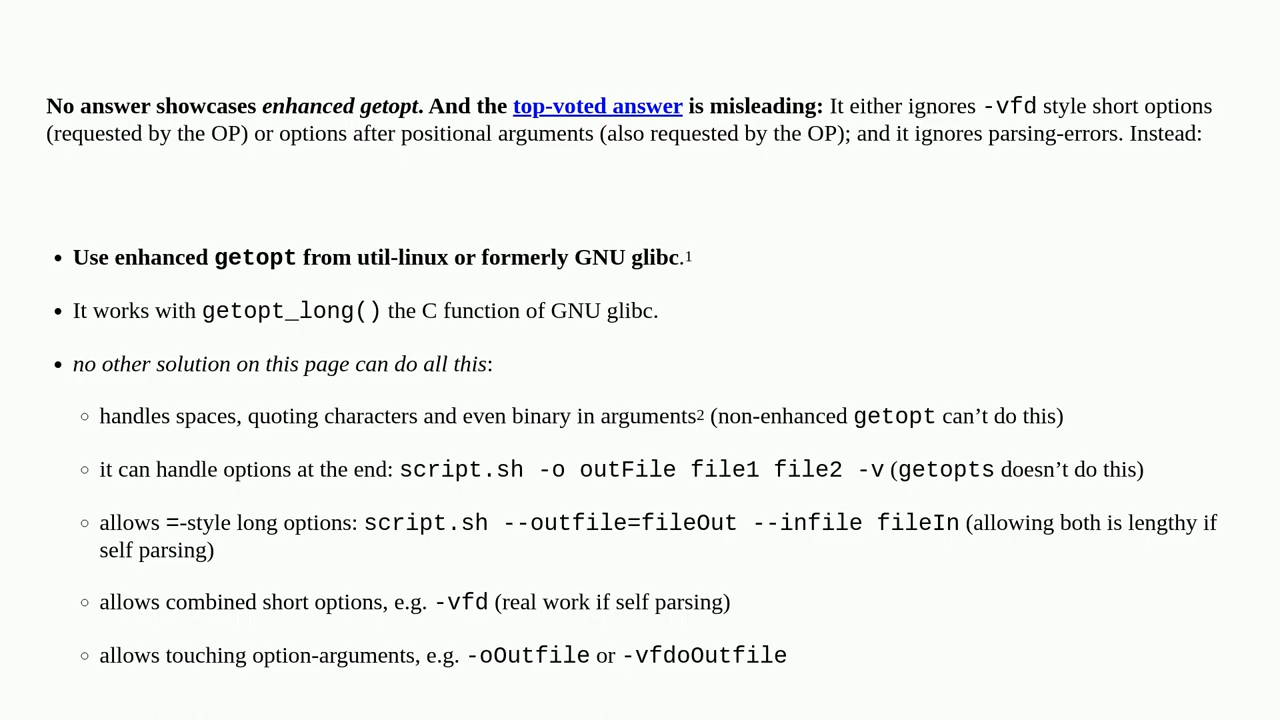 No answer showcases enhanced getopt. And the top-voted answer is misleading: It either ignores -vfd style short options
(requested by the OP) or options after positional arguments (also requested by the OP); and it ignores parsing-errors. Instead:
• Use enhanced getopt from util-linux or formerly GNU glibc.1
• It works with getopt_long() the C function of GNU glibc.
• no other solution on this page can do all this:
◦ handles spaces, quoting characters and even binary in arguments2 (non-enhanced getopt can’t do this)
◦ it can handle options at the end: script.sh -o outFile file1 file2 -v (getopts doesn’t do this)
◦ allows =-style long options: script.sh --outfile=fileOut --infile fileIn (allowing both is lengthy if
self parsing)
◦ allows combined short options, e.g. -vfd (real work if self parsing)
◦ allows touching option-arguments, e.g. -oOutfile or -vfdoOutfile